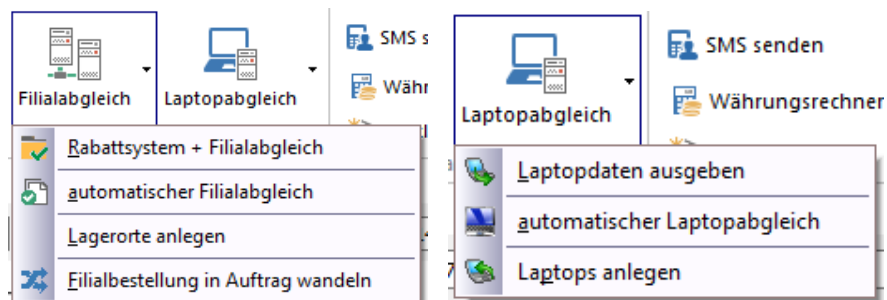 SMS s
Währ
Filialabgleich
Laptopabgleich
Rabattsystem + Filialabgleich
automatischer Filialabgleich
Lagerorte anlegen
Filialbestellung in Auftrag wandeln
SMS senden
Währungsrechner
Laptopabgleich
Laptopdaten ausgeben
automatischer Laptopabgleich
Laptops anlegen